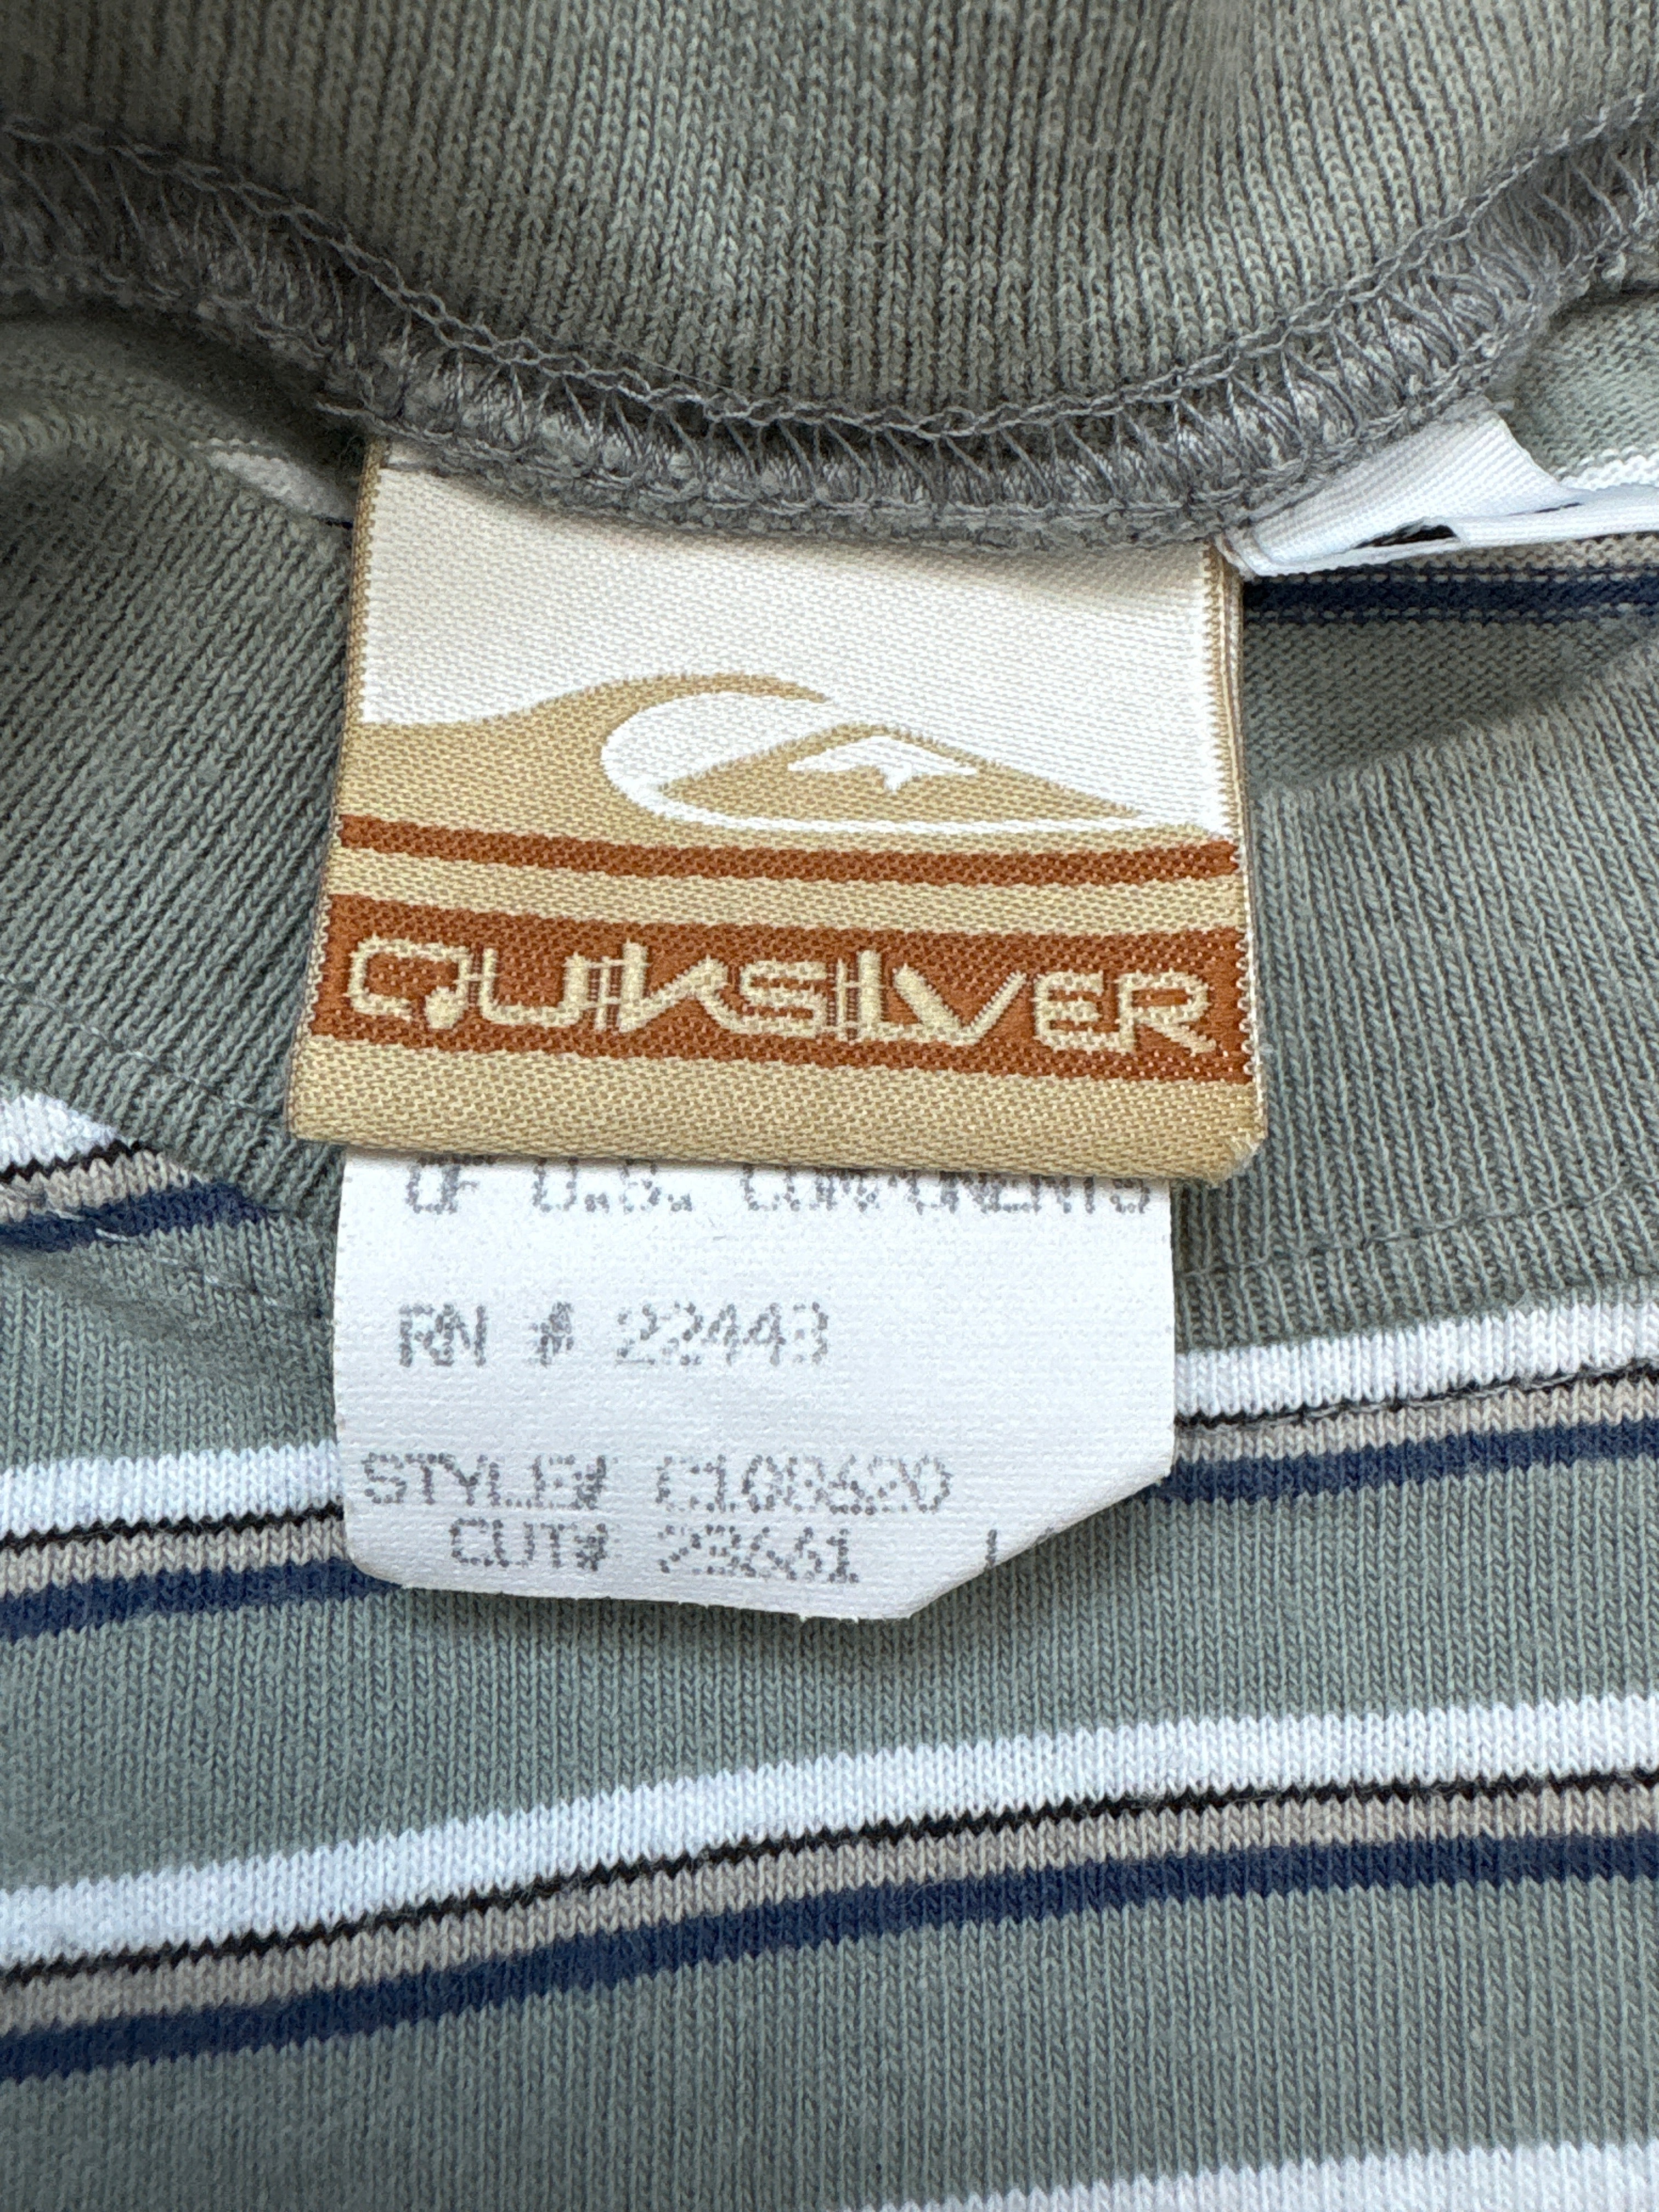 QUIKSILVER
OF U.S. COMPONENTS
RN # 22443
STYLE# C108620
CUT# 23661